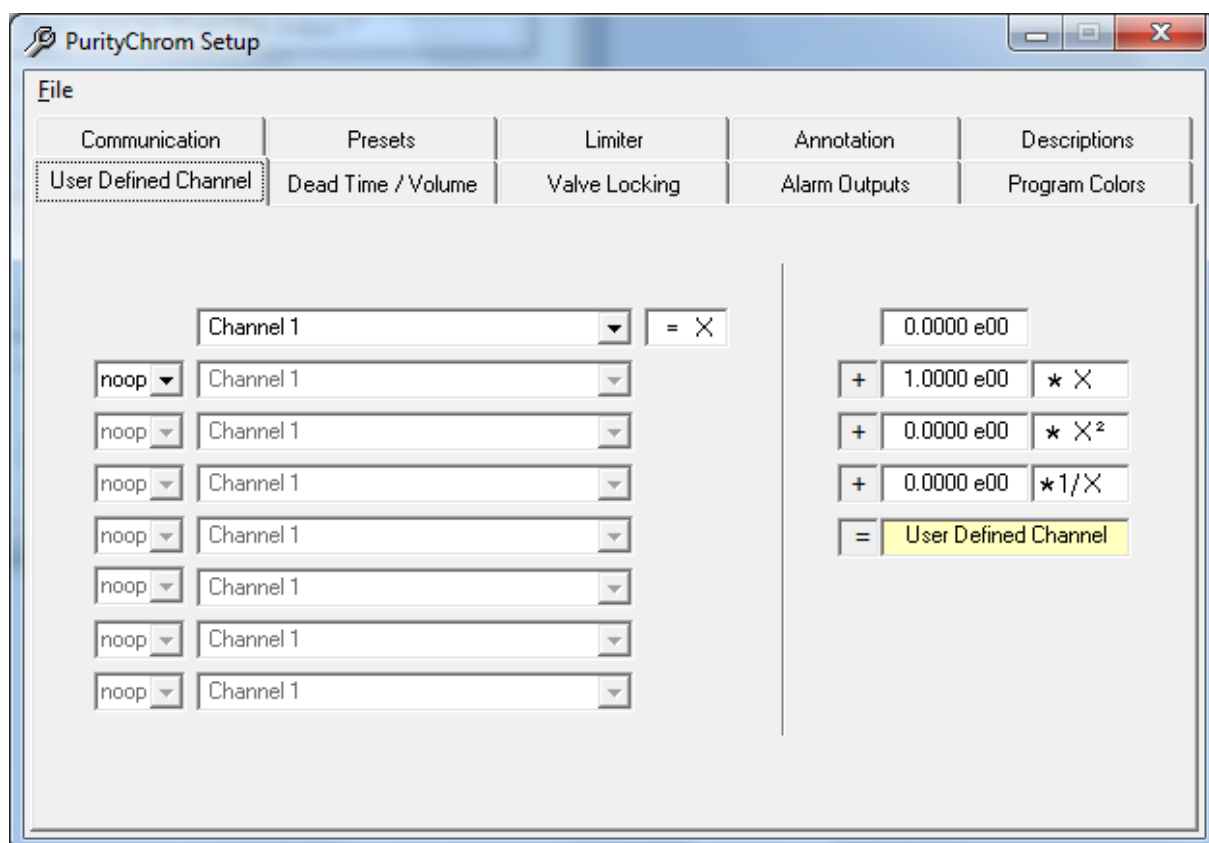 PurityChrom Setup
File
Communication Presets Limiter Annotation Descriptions
User Defined Channel Dead Time / Volume Valve Locking Alarm Outputs Program Colors
Channel 1 = X 0.0000 e00
noop Channel 1 + 1.0000 e00 * X
noop Channel 1 + 0.0000 e00 * X²
noop Channel 1 + 0.0000 e00 *1/X
noop Channel 1 = User Defined Channel
noop Channel 1
noop Channel 1
noop Channel 1